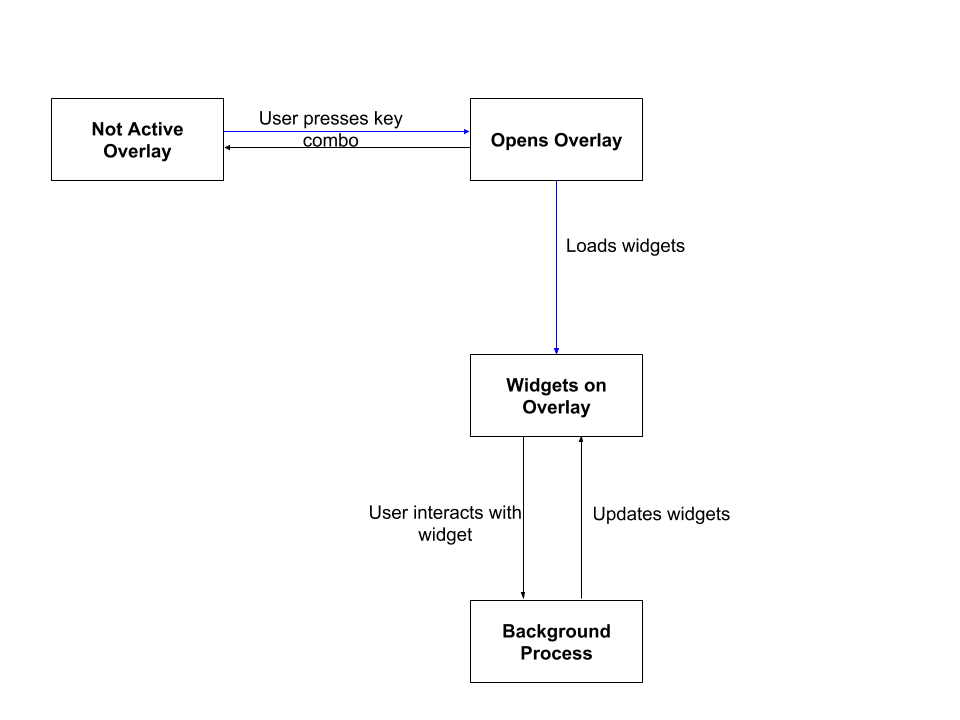 Not Active
Overlay
User presses key
combo
Opens Overlay
Loads widgets
Widgets on
Overlay
User interacts with
widget
Updates widgets
Background
Process